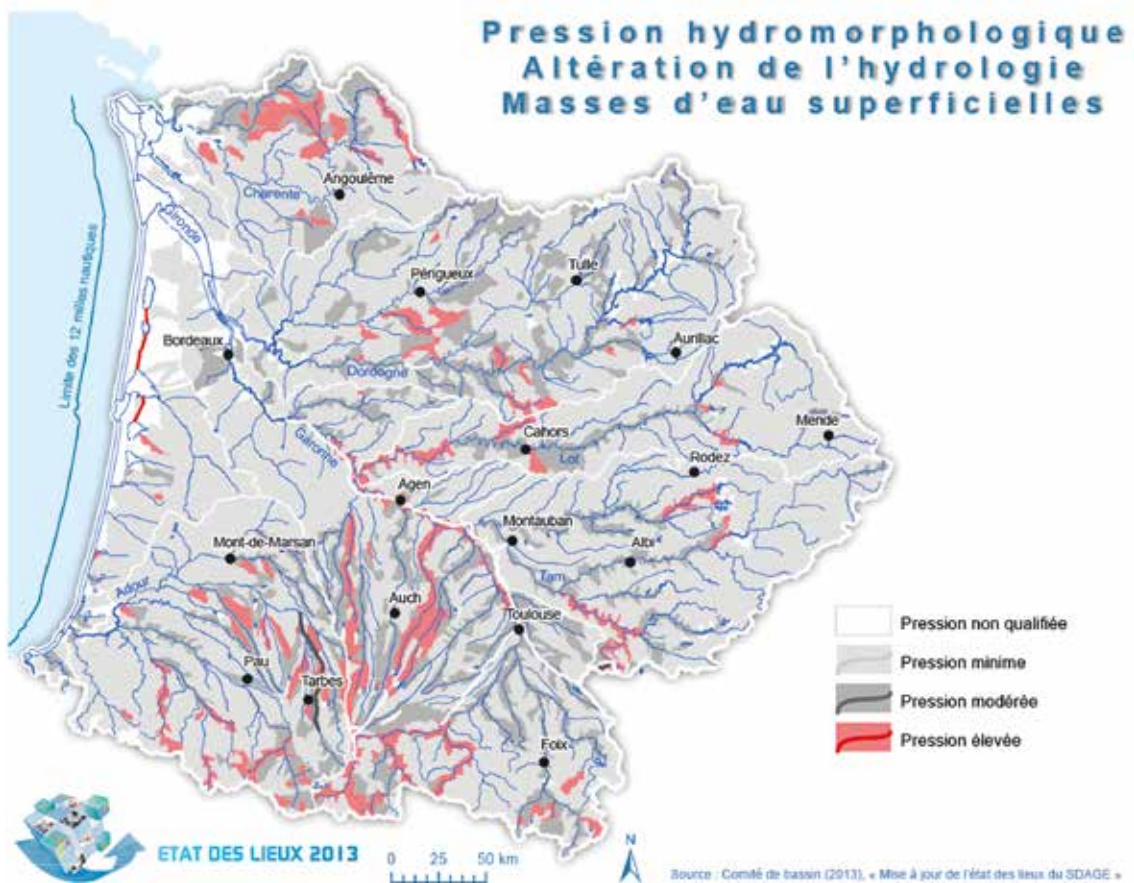 Pression hydromorphologique
Altération de l'hydrologie
Masses d'eau superficielles
Limite des 12 milles nautiques
Angoulême
Charente
Gironde
Périgueux
Tulle
Bordeaux
Aurillac
Dordogne
Mende
Cahors
Lot
Garonne
Rodez
Agen
Montauban
Mont-de-Marsan
Albi
Tarn
Adour
Auch
Toulouse
Pau
Tarbes
Foix
Pression non qualifiée
Pression minime
Pression modérée
Pression élevée
ETAT DES LIEUX 2013
0 25 50 km
N
Source : Comité de bassin (2013), « Mise à jour de l'état des lieux du SDAGE »